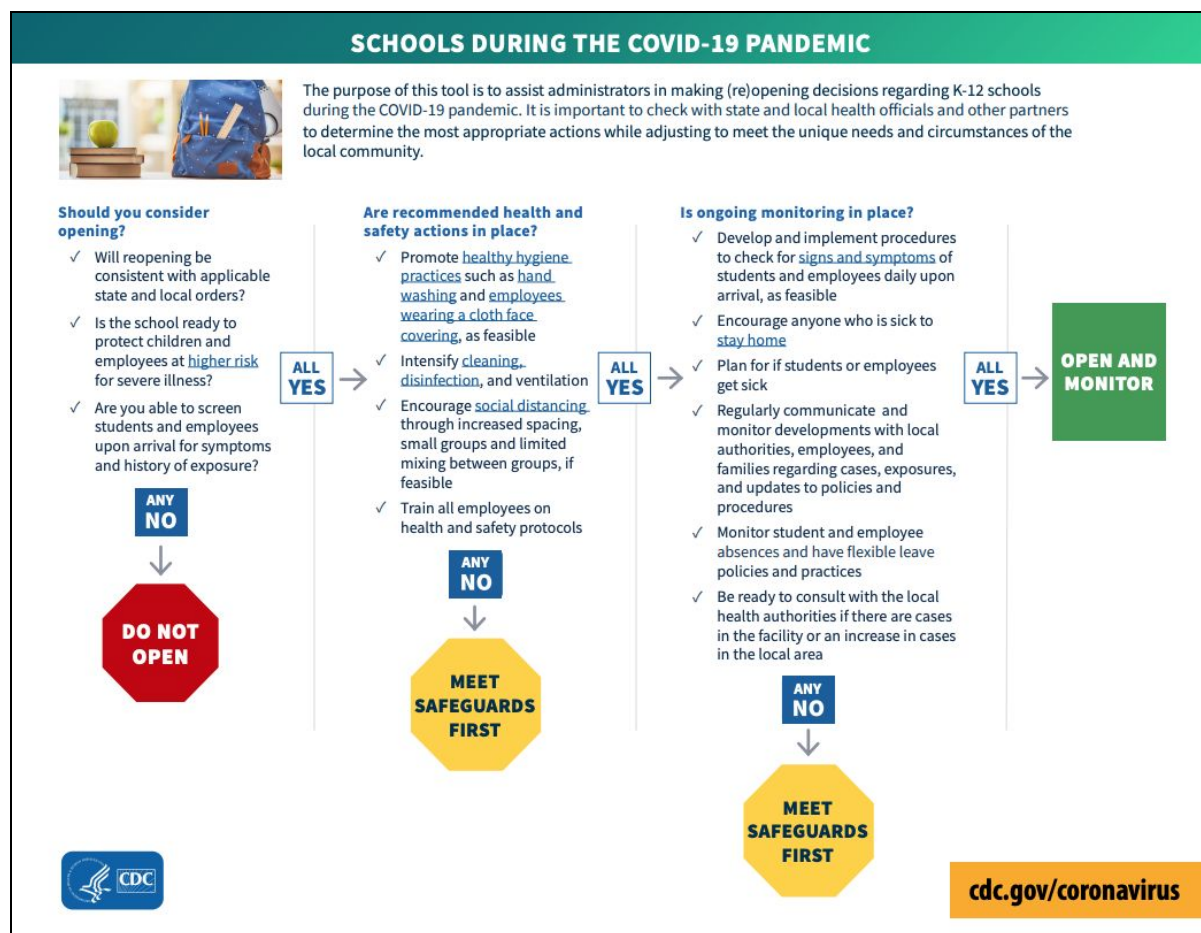 SCHOOLS DURING THE COVID-19 PANDEMIC
The purpose of this tool is to assist administrators in making (re)opening decisions regarding K-12 schools
during the COVID-19 pandemic. It is important to check with state and local health officials and other partners
to determine the most appropriate actions while adjusting to meet the unique needs and circumstances of the
local community.
Should you consider
opening?
✓ Will reopening be
consistent with applicable
state and local orders?
✓ Is the school ready to
protect children and
employees at higher risk
for severe illness?
✓ Are you able to screen
students and employees
upon arrival for symptoms
and history of exposure?
ANY
NO
DO NOT
OPEN
ALL
YES
Are recommended health and
safety actions in place?
✓ Promote healthy hygiene
practices such as hand
washing and employees
wearing a cloth face
covering, as feasible
✓ Intensify cleaning,
disinfection, and ventilation
✓ Encourage social distancing
through increased spacing,
small groups and limited
mixing between groups, if
feasible
✓ Train all employees on
health and safety protocols
ANY
NO
MEET
SAFEGUARDS
FIRST
ALL
YES
Is ongoing monitoring in place?
✓ Develop and implement procedures
to check for signs and symptoms of
students and employees daily upon
arrival, as feasible
✓ Encourage anyone who is sick to
stay home
✓ Plan for if students or employees
get sick
✓ Regularly communicate and
monitor developments with local
authorities, employees, and
families regarding cases, exposures,
and updates to policies and
procedures
✓ Monitor student and employee
absences and have flexible leave
policies and practices
✓ Be ready to consult with the local
health authorities if there are cases
in the facility or an increase in cases
in the local area
ANY
NO
MEET
SAFEGUARDS
FIRST
ALL
YES
OPEN AND
MONITOR
CDC
cdc.gov/coronavirus